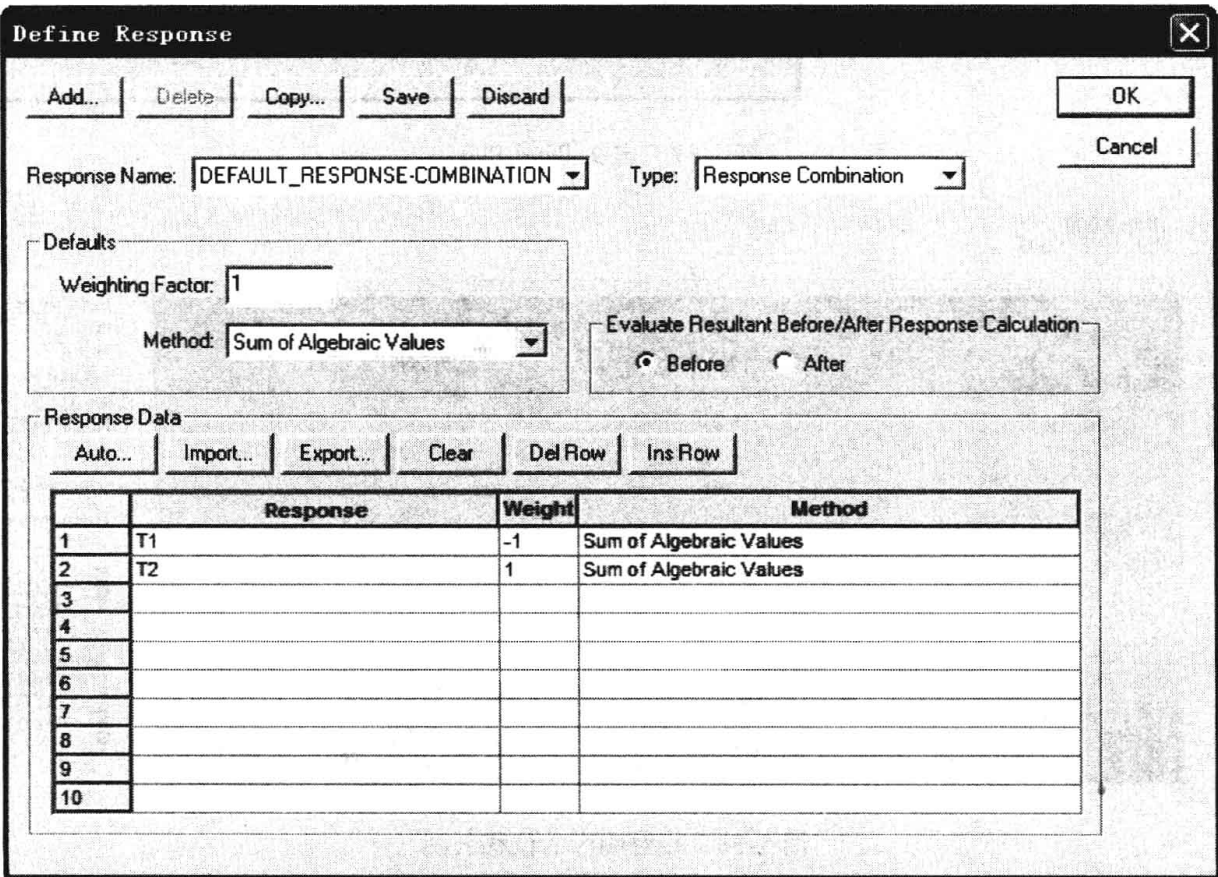 Define Response
Add... Delete Copy... Save Discard OK
Cancel
Response Name: DEFAULT_RESPONSE-COMBINATION Type: Response Combination
Defaults
Weighting Factor: 1
Method: Sum of Algebraic Values
Evaluate Resultant Before/After Response Calculation
Before After
Response Data
Auto... Import... Export... Clear Del Row Ins Row
Response Weight Method
1 T1 -1 Sum of Algebraic Values
2 T2 1 Sum of Algebraic Values
3
4
5
6
7
8
9
10